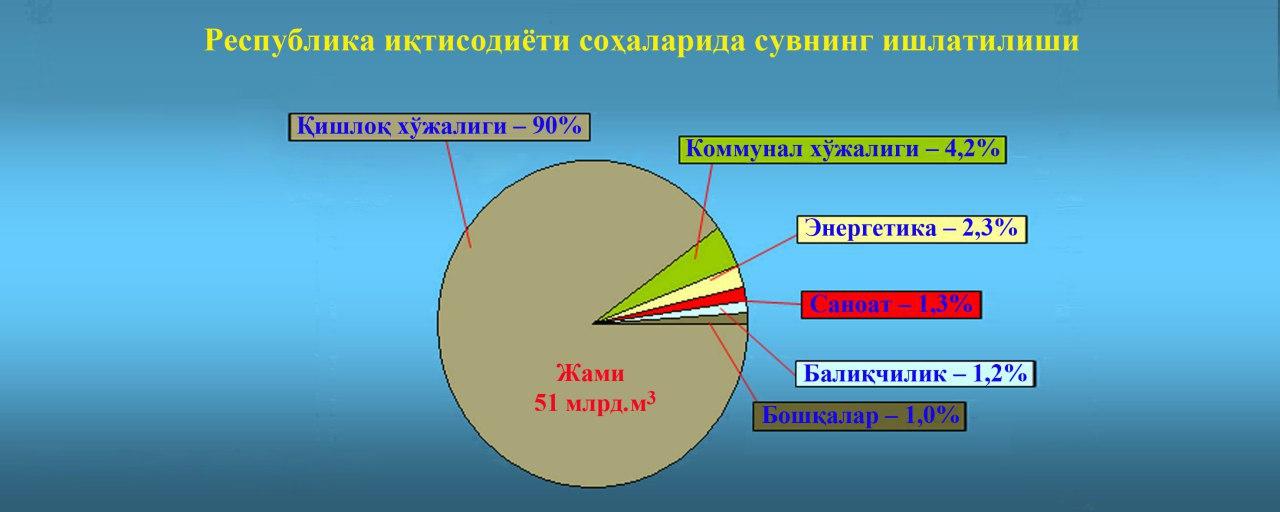 Республика иқтисодиёти соҳаларида сувнинг ишлатилиши
Қишлоқ хўжалиги – 90%
Коммунал хўжалиги – 4,2%
Энергетика – 2,3%
Саноат – 1,3%
Балиқчилик – 1,2%
Бошқалар – 1,0%
Жами
51 млрд.м³